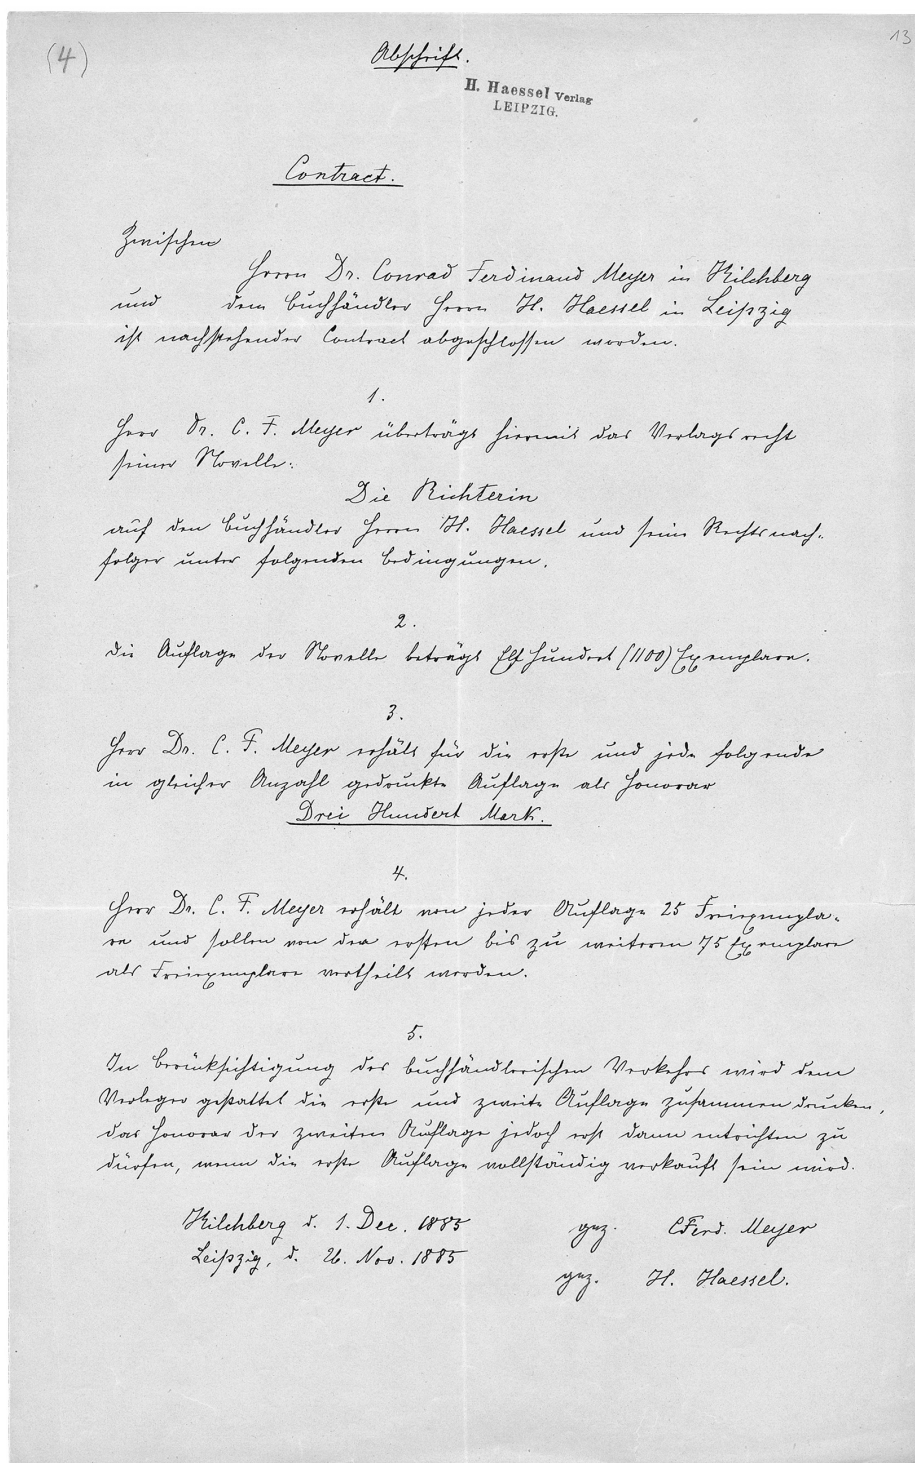 (4)
13
Abschrift.
H. Haessel Verlag
LEIPZIG.
Contract.
Zwischen
Herrn Dr. Conrad Ferdinand Meyer in Kilchberg
und dem Buchhändler Herrn H. Haessel in Leipzig
ist nachstehender Contract abgeschlossen worden.
1.
Herr Dr. C. F. Meyer überträgt hiermit das Verlagsrecht
seiner Novelle:
Die Richterin
auf den Buchhändler Herrn H. Haessel und seine Rechtsnach-
folger unter folgenden Bedingungen.
2.
Die Auflage der Novelle beträgt Elf Hundert (1100) Exemplare.
3.
Herr Dr. C. F. Meyer erhält für die erste und jede folgende
in gleicher Anzahl gedruckte Auflage als Honorar
Drei Hundert Mark.
4.
Herr Dr. C. F. Meyer erhält von jeder Auflage 25 Freiexempla-
re und sollen von der ersten bis zu weiteren 75 Exemplare
als Freiexemplare vertheilt werden.
5.
In Berücksichtigung des buchhändlerischen Verkehrs wird dem
Verleger gestattet die erste und zweite Auflage zusammen drucken,
das Honorar der zweiten Auflage jedoch erst dann entrichten zu
dürfen, wenn die erste Auflage vollständig verkauft sein wird.
Kilchberg d. 1. Dec. 1885 gez. CFerd. Meyer
Leipzig, d. 26. Nov. 1885
gez. H. Haessel.